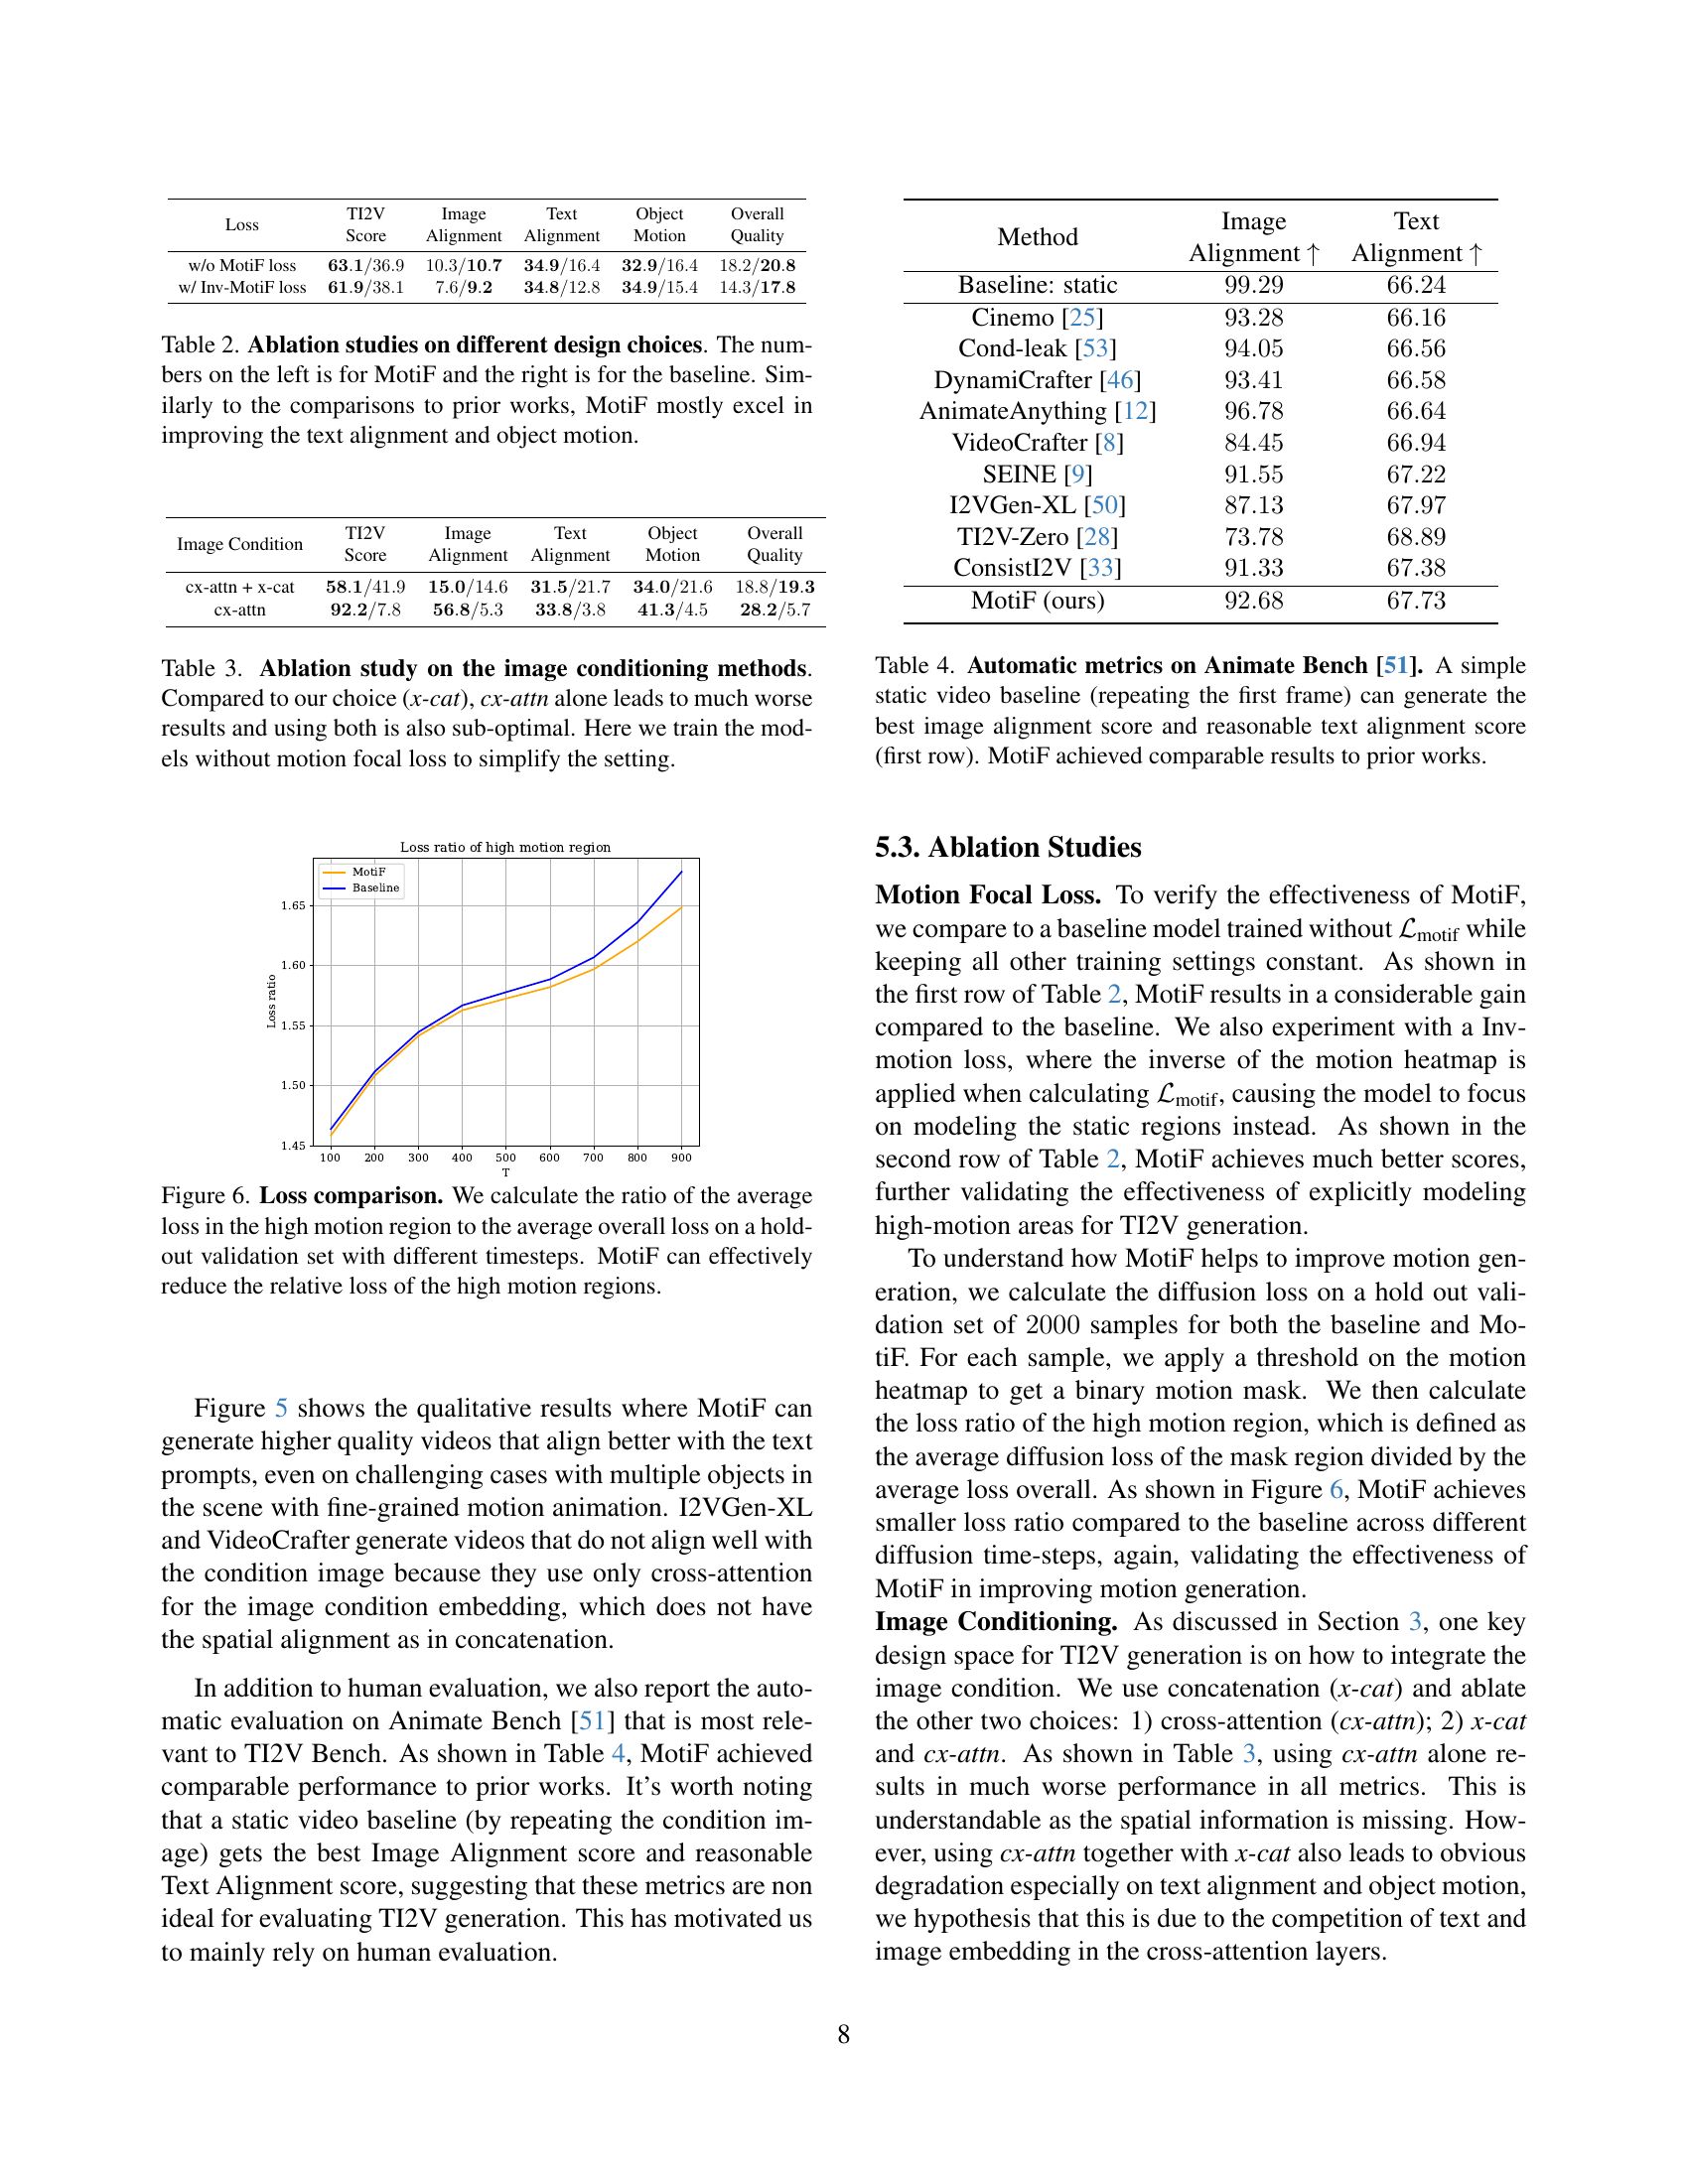 Loss TI2V Score Image Alignment Text Alignment Object Motion Overall Quality
w/o MotiF loss 63.1/36.9 10.3/10.7 34.9/16.4 32.9/16.4 18.2/20.8
w/ Inv-MotiF loss 61.9/38.1 7.6/9.2 34.8/12.8 34.9/15.4 14.3/17.8
Table 2. Ablation studies on different design choices. The num-
bers on the left is for MotiF and the right is for the baseline. Sim-
ilarly to the comparisons to prior works, MotiF mostly excel in
improving the text alignment and object motion.
Image Condition TI2V Score Image Alignment Text Alignment Object Motion Overall Quality
cx-attn + x-cat 58.1/41.9 15.0/14.6 31.5/21.7 34.0/21.6 18.8/19.3
cx-attn 92.2/7.8 56.8/5.3 33.8/3.8 41.3/4.5 28.2/5.7
Table 3. Ablation study on the image conditioning methods.
Compared to our choice (x-cat), cx-attn alone leads to much worse
results and using both is also sub-optimal. Here we train the mod-
els without motion focal loss to simplify the setting.
Loss ratio of high motion region
MotiF
Baseline
Loss ratio
1.65
1.60
1.55
1.50
1.45
100 200 300 400 500 600 700 800 900
T
Figure 6. Loss comparison. We calculate the ratio of the average
loss in the high motion region to the average overall loss on a hold-
out validation set with different timesteps. MotiF can effectively
reduce the relative loss of the high motion regions.
Figure 5 shows the qualitative results where MotiF can
generate higher quality videos that align better with the text
prompts, even on challenging cases with multiple objects in
the scene with fine-grained motion animation. I2VGen-XL
and VideoCrafter generate videos that do not align well with
the condition image because they use only cross-attention
for the image condition embedding, which does not have
the spatial alignment as in concatenation.
In addition to human evaluation, we also report the auto-
matic evaluation on Animate Bench [51] that is most rele-
vant to TI2V Bench. As shown in Table 4, MotiF achieved
comparable performance to prior works. It's worth noting
that a static video baseline (by repeating the condition im-
age) gets the best Image Alignment score and reasonable
Text Alignment score, suggesting that these metrics are non
ideal for evaluating TI2V generation. This has motivated us
to mainly rely on human evaluation.
Method Image Alignment ↑ Text Alignment ↑
Baseline: static 99.29 66.24
Cinemo [25] 93.28 66.16
Cond-leak [53] 94.05 66.56
DynamiCrafter [46] 93.41 66.58
AnimateAnything [12] 96.78 66.64
VideoCrafter [8] 84.45 66.94
SEINE [9] 91.55 67.22
I2VGen-XL [50] 87.13 67.97
TI2V-Zero [28] 73.78 68.89
ConsistI2V [33] 91.33 67.38
MotiF (ours) 92.68 67.73
Table 4. Automatic metrics on Animate Bench [51]. A simple
static video baseline (repeating the first frame) can generate the
best image alignment score and reasonable text alignment score
(first row). MotiF achieved comparable results to prior works.
5.3. Ablation Studies
Motion Focal Loss. To verify the effectiveness of MotiF,
we compare to a baseline model trained without ℒmotif while
keeping all other training settings constant. As shown in
the first row of Table 2, MotiF results in a considerable gain
compared to the baseline. We also experiment with a Inv-
motion loss, where the inverse of the motion heatmap is
applied when calculating ℒmotif, causing the model to focus
on modeling the static regions instead. As shown in the
second row of Table 2, MotiF achieves much better scores,
further validating the effectiveness of explicitly modeling
high-motion areas for TI2V generation.
To understand how MotiF helps to improve motion gen-
eration, we calculate the diffusion loss on a hold out vali-
dation set of 2000 samples for both the baseline and Mo-
tiF. For each sample, we apply a threshold on the motion
heatmap to get a binary motion mask. We then calculate
the loss ratio of the high motion region, which is defined as
the average diffusion loss of the mask region divided by the
average loss overall. As shown in Figure 6, MotiF achieves
smaller loss ratio compared to the baseline across different
diffusion time-steps, again, validating the effectiveness of
MotiF in improving motion generation.
Image Conditioning. As discussed in Section 3, one key
design space for TI2V generation is on how to integrate the
image condition. We use concatenation (x-cat) and ablate
the other two choices: 1) cross-attention (cx-attn); 2) x-cat
and cx-attn. As shown in Table 3, using cx-attn alone re-
sults in much worse performance in all metrics. This is
understandable as the spatial information is missing. How-
ever, using cx-attn together with x-cat also leads to obvious
degradation especially on text alignment and object motion,
we hypothesis that this is due to the competition of text and
image embedding in the cross-attention layers.
8